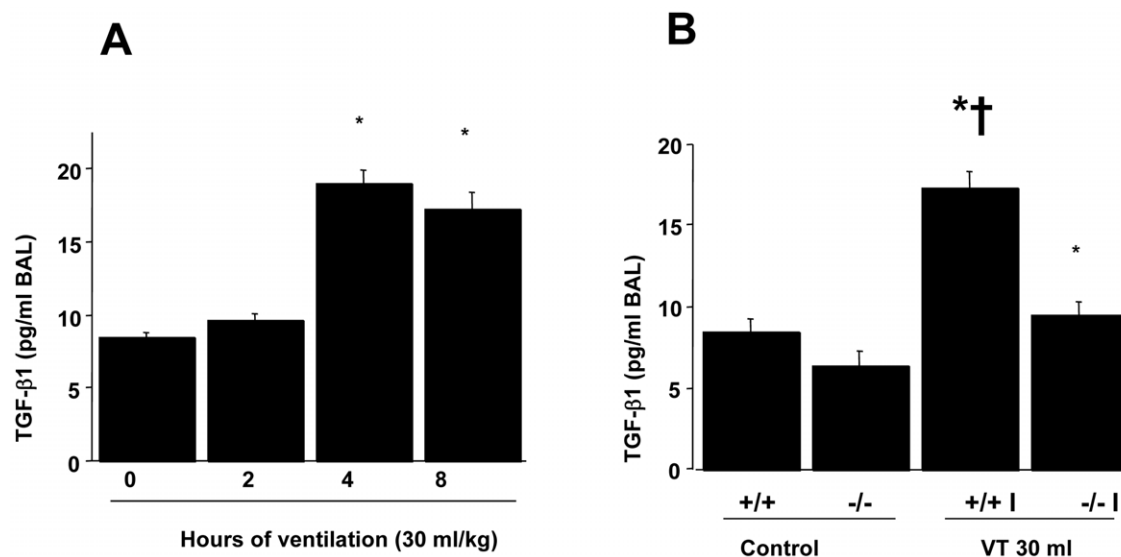 A
TGF-β1 (pg/ml BAL)
20
15
10
5
0
* *
0 2 4 8
Hours of ventilation (30 ml/kg)
B
TGF-β1 (pg/ml BAL)
20
15
10
5
0
*†
*
+/+ -/- +/+ I -/- I
Control VT 30 ml